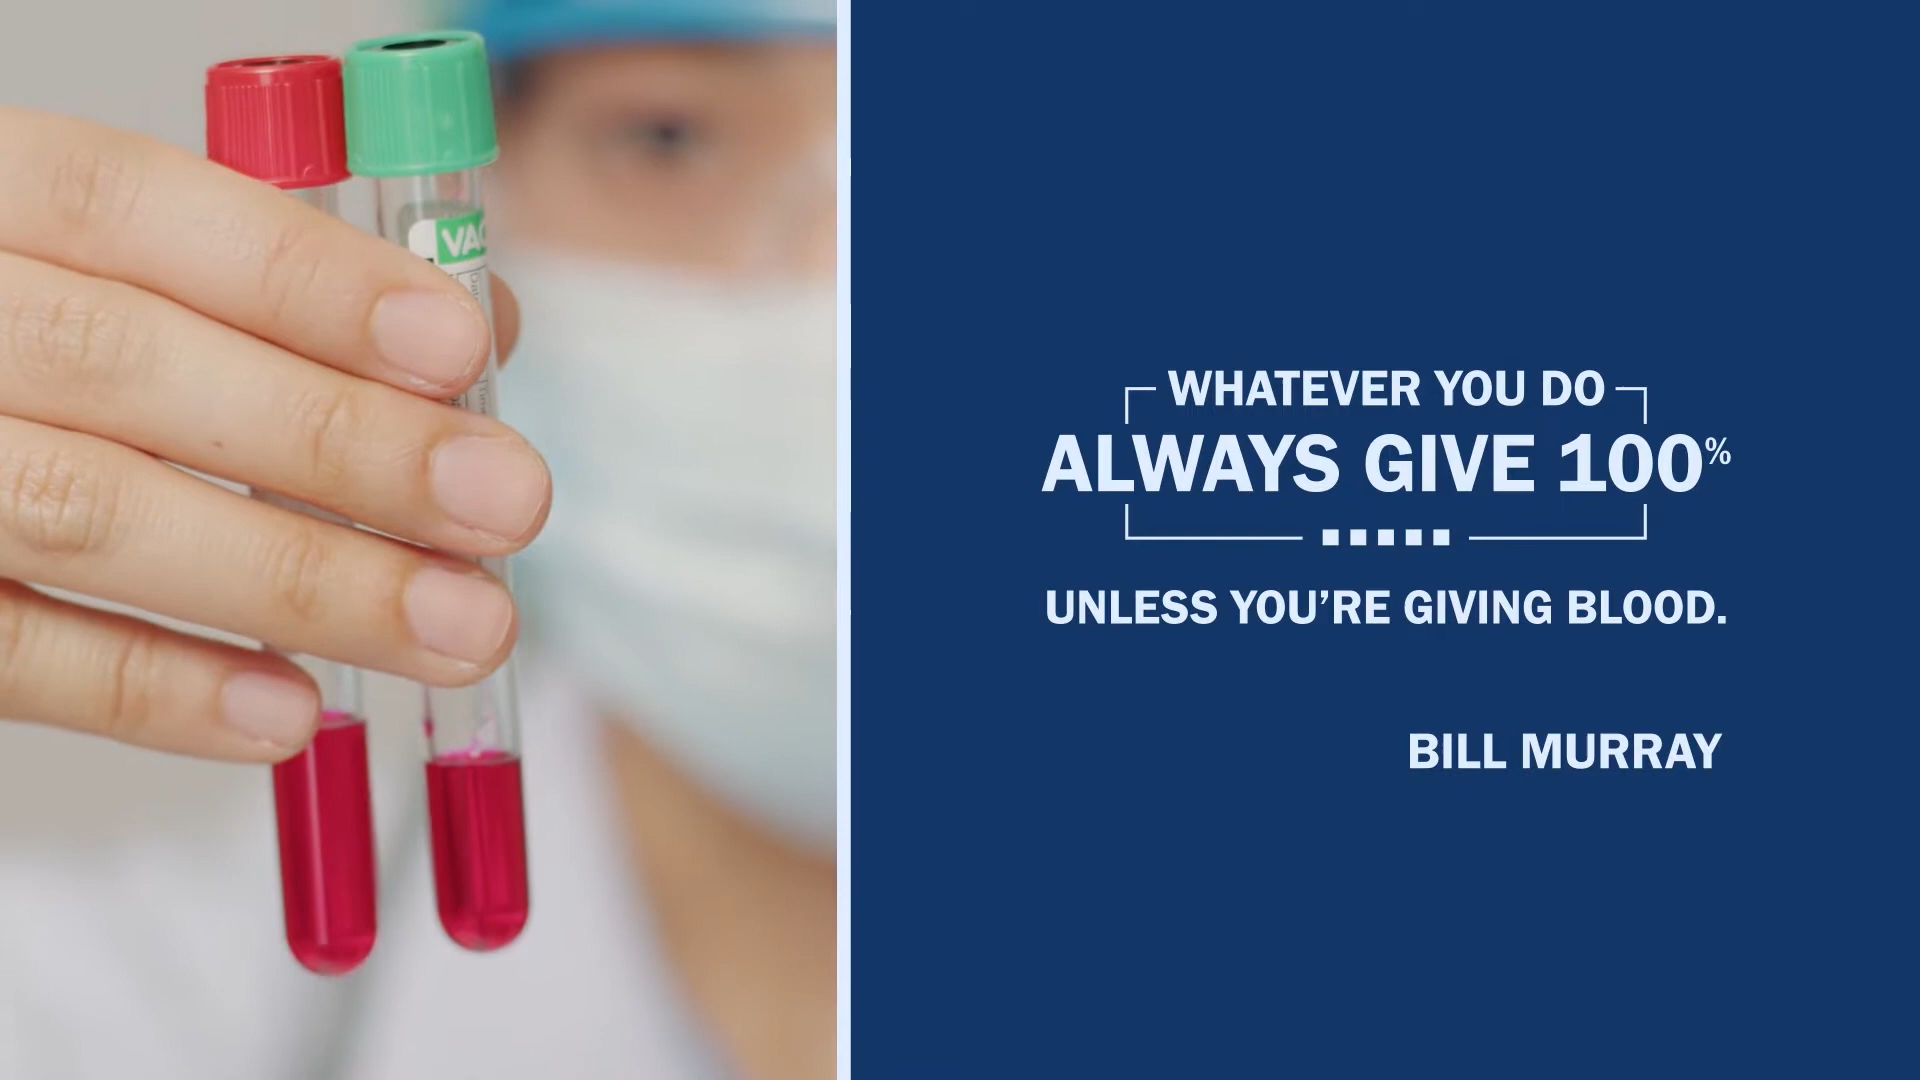 VAC
WHATEVER YOU DO
ALWAYS GIVE 100%
UNLESS YOU’RE GIVING BLOOD.
BILL MURRAY